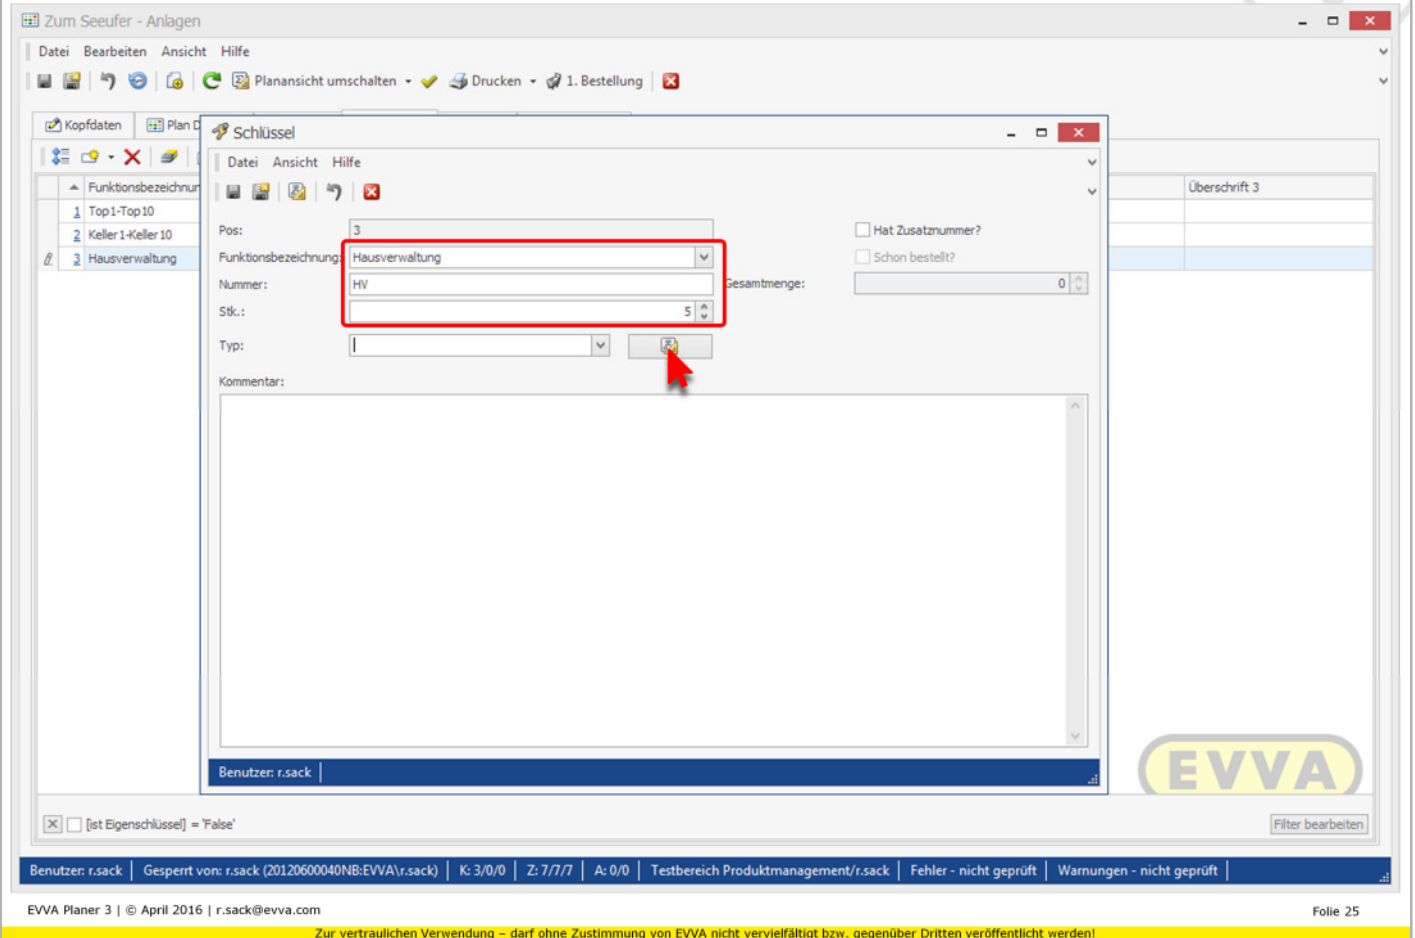 Zum Seeufer - Anlagen
Datei Bearbeiten Ansicht Hilfe
Planansicht umschalten Drucken 1. Bestellung
Kopfdaten Plan D
Schlüssel
Datei Ansicht Hilfe
Funktionsbezeichnun Überschrift 3
1 Top1-Top10
2 Keller1-Keller10
3 Hausverwaltung
Pos: 3 Hat Zusatznummer?
Funktionsbezeichnung: Hausverwaltung Schon bestellt?
Nummer: HV Gesamtmenge: 0
Stk.: 5
Typ:
Kommentar:
EVVA
Benutzer: r.sack
[ist Eigenschlüssel] = 'False' Filter bearbeiten
Benutzer: r.sack Gesperrt von: r.sack (20120600040NB:EVVA\r.sack) K: 3/0/0 Z: 7/7/7 A: 0/0 Testbereich Produktmanagement/r.sack Fehler - nicht geprüft Warnungen - nicht geprüft
EVVA Planer 3 | © April 2016 | r.sack@evva.com Folie 25
Zur vertraulichen Verwendung – darf ohne Zustimmung von EVVA nicht vervielfältigt bzw. gegenüber Dritten veröffentlicht werden!